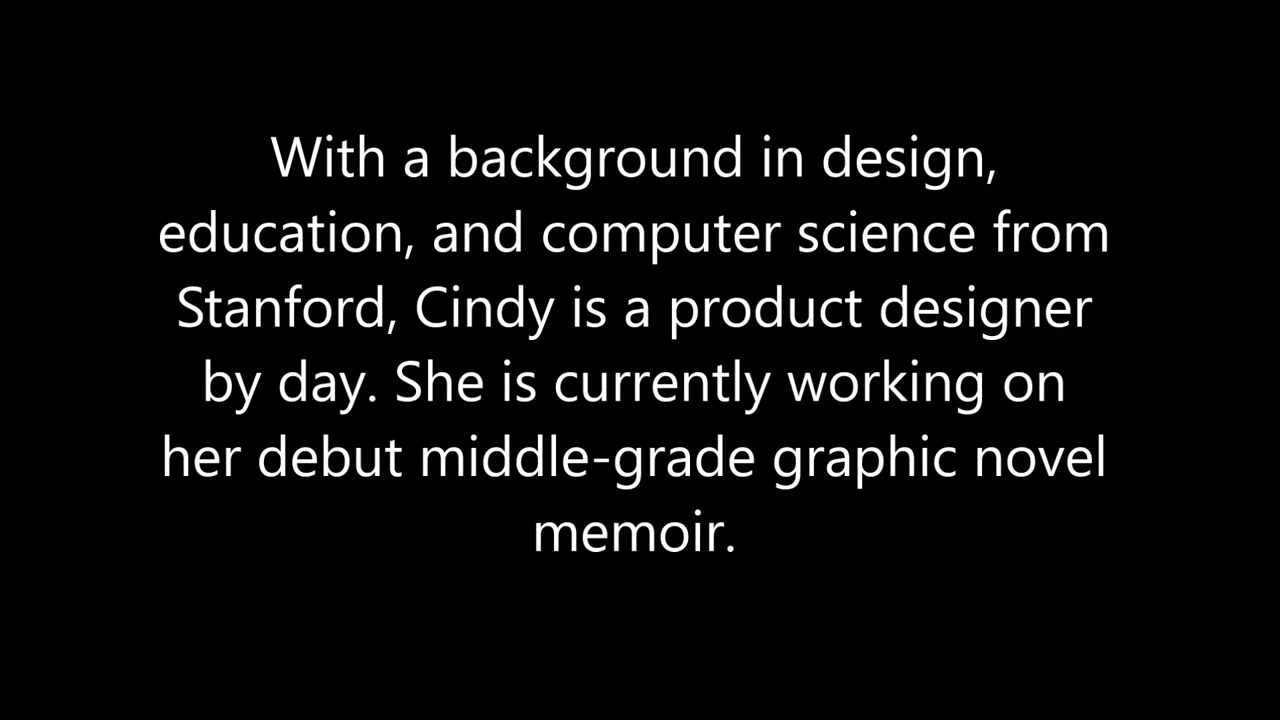 With a background in design,
education, and computer science from
Stanford, Cindy is a product designer
by day. She is currently working on
her debut middle-grade graphic novel
memoir.